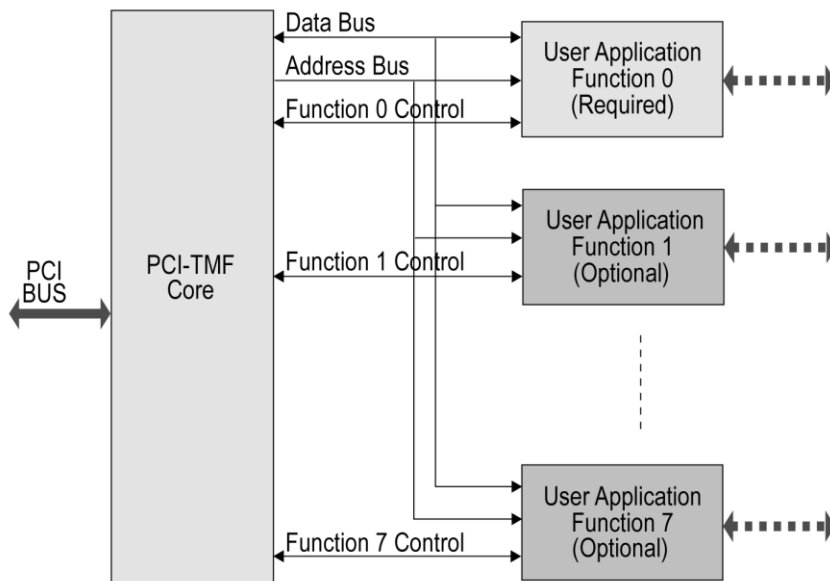 Data Bus
Address Bus
Function 0 Control
User Application
Function 0
(Required)
User Application
Function 1
(Optional)
Function 1 Control
PCI
BUS
PCI-TMF
Core
User Application
Function 7
(Optional)
Function 7 Control